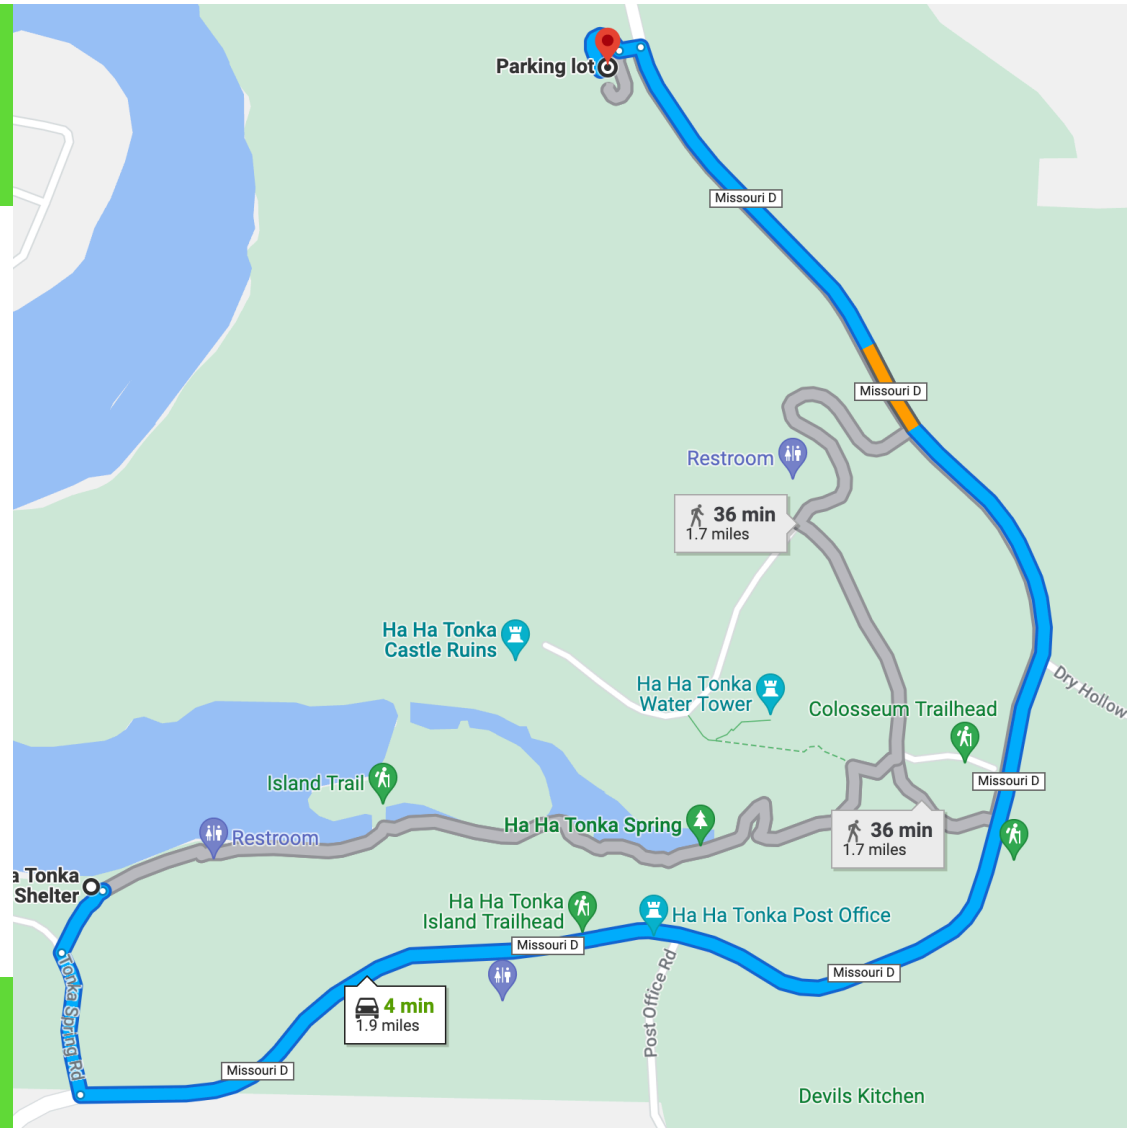 Parking lot
Missouri D
Missouri D
Restroom
36 min
1.7 miles
Ha Ha Tonka
Castle Ruins
Ha Ha Tonka
Water Tower
Dry Hollow
Colosseum Trailhead
Missouri D
Island Trail
Ha Ha Tonka Spring
Restroom
36 min
1.7 miles
a Tonka
Shelter
Ha Ha Tonka
Island Trailhead
Ha Ha Tonka Post Office
Missouri D
Missouri D
Tonka Spring Rd
Post Office Rd
4 min
1.9 miles
Missouri D
Devils Kitchen